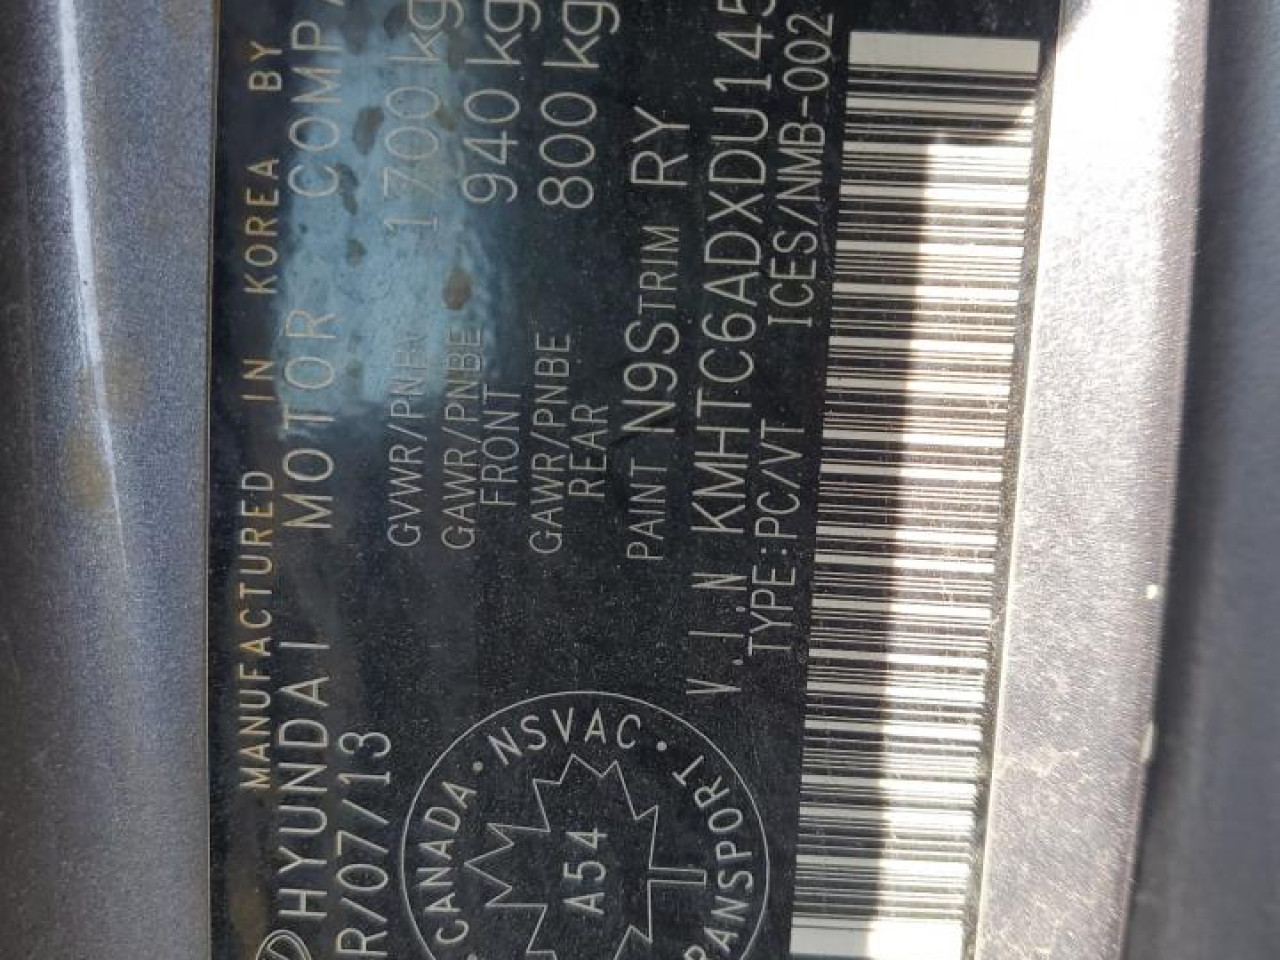 MANUFACTURED IN KOREA BY
HYUNDAI MOTOR COMPA
R/07/13
GVWR/PNBV 1700 kg
GAWR/PNBE FRONT 940 kg
GAWR/PNBE REAR 800 kg
PAINT N9S TRIM RY
V.I.N KMHTC6ADXDU145
TYPE:PC/VT ICES/NMB-002
CANADA · NSVAC ·
A54
TRANSPORT